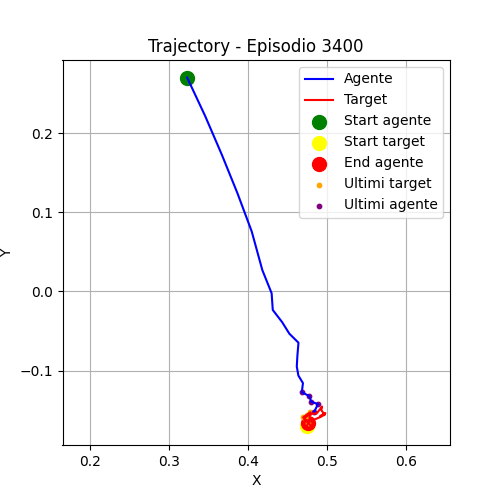 Trajectory - Episodio 3400
Agente
Target
Start agente
Start target
End agente
Ultimi target
Ultimi agente
0.2
0.1
0.0
−0.1
Y
0.2
0.3
0.4
0.5
0.6
X